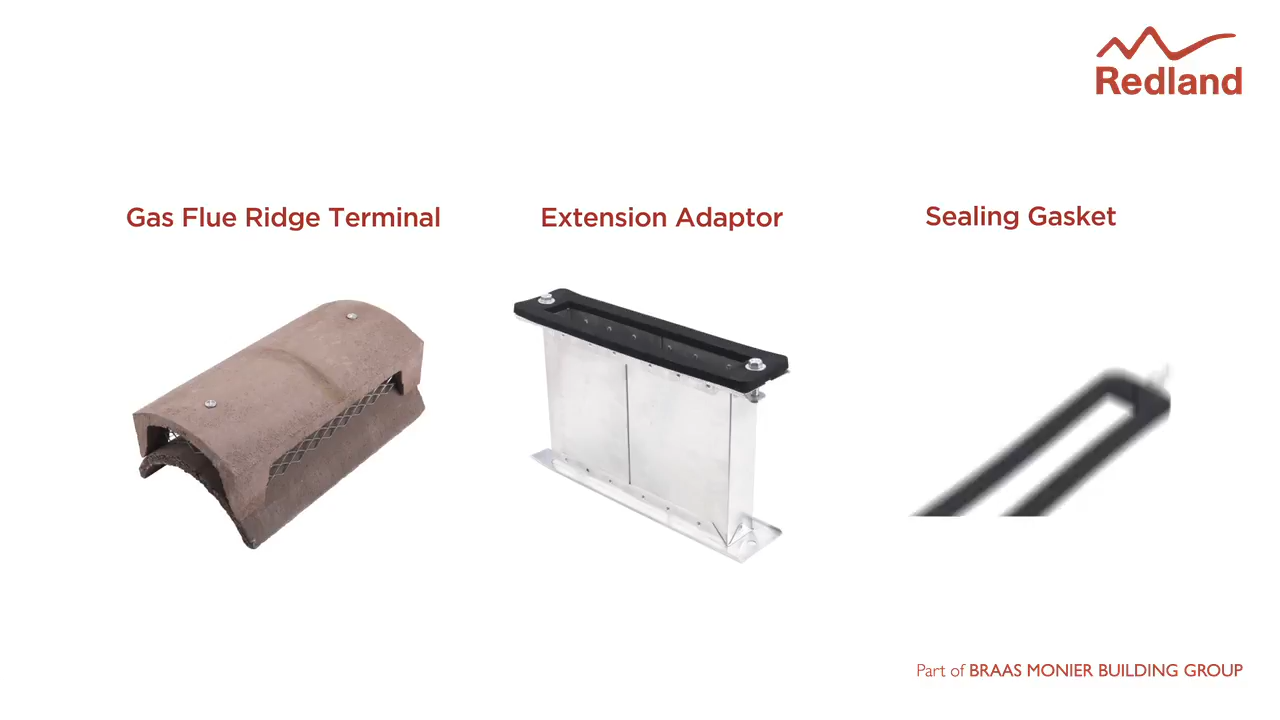 Redland
Gas Flue Ridge Terminal
Extension Adaptor
Sealing Gasket
Part of BRAAS MONIER BUILDING GROUP